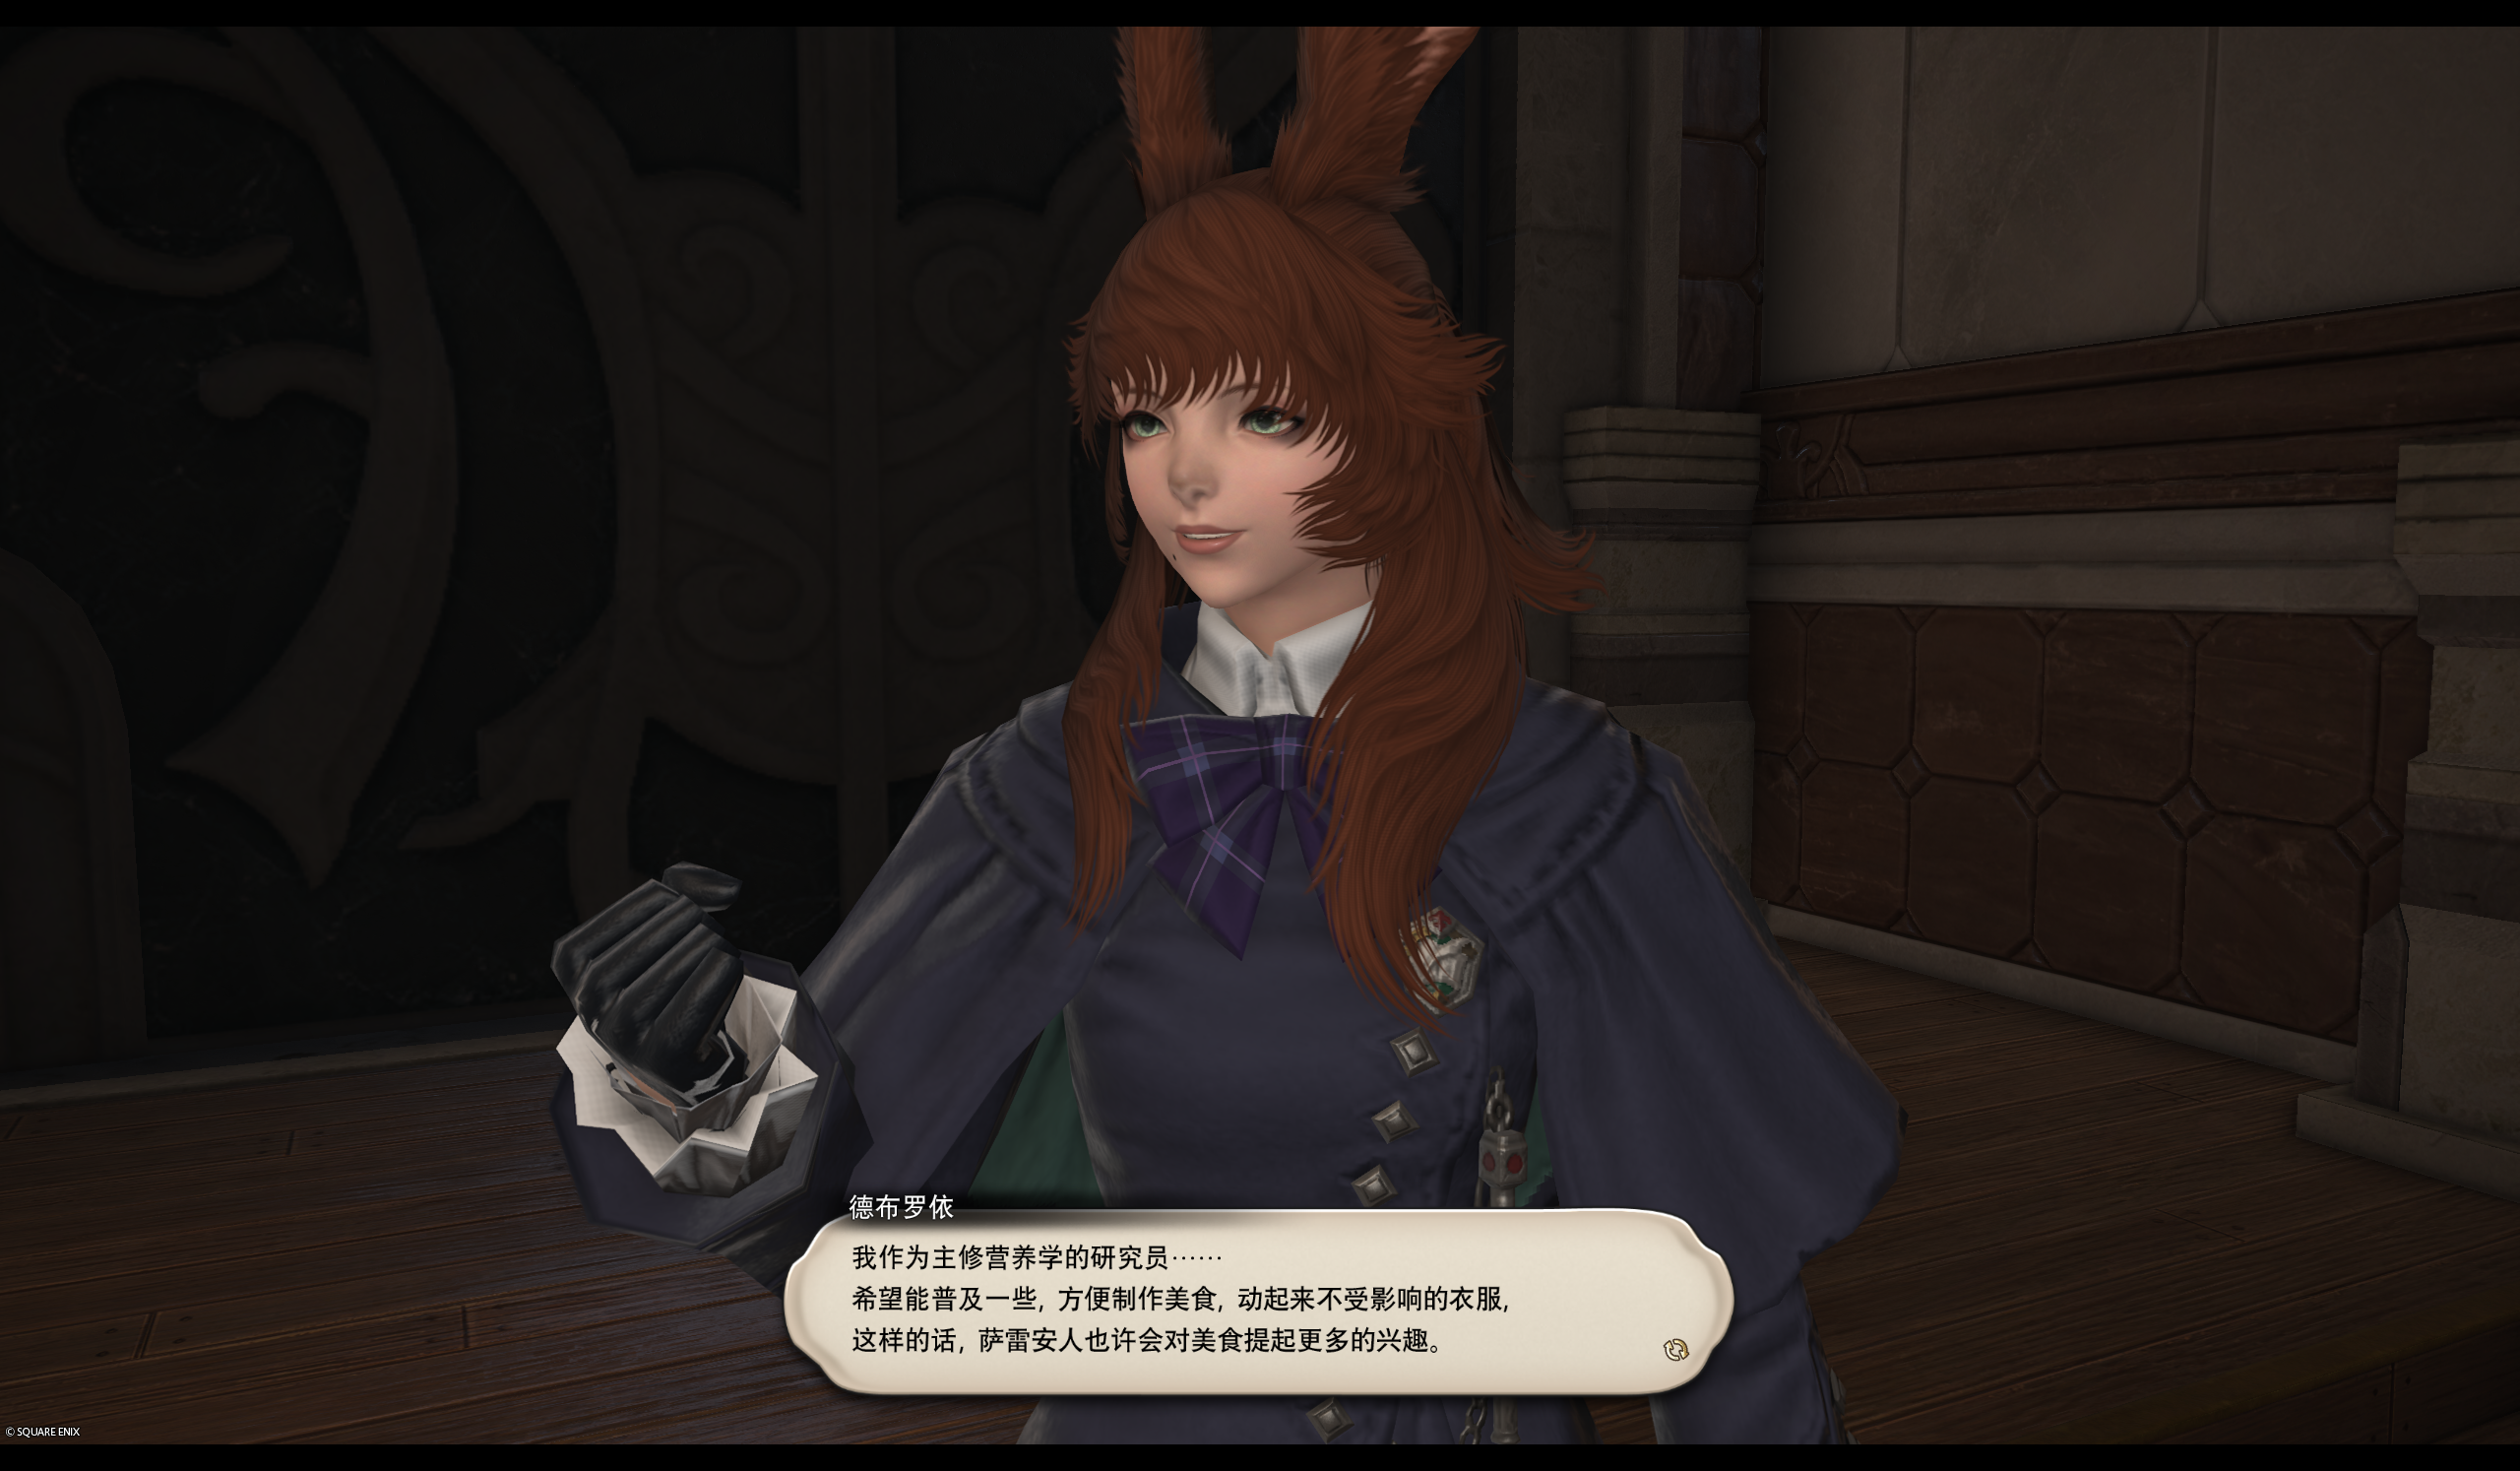 德布罗依
我作为主修营养学的研究员……
希望能普及一些，方便制作美食，动起来不受影响的衣服，
这样的话，萨雷安人也许会对美食提起更多的兴趣。
© SQUARE ENIX